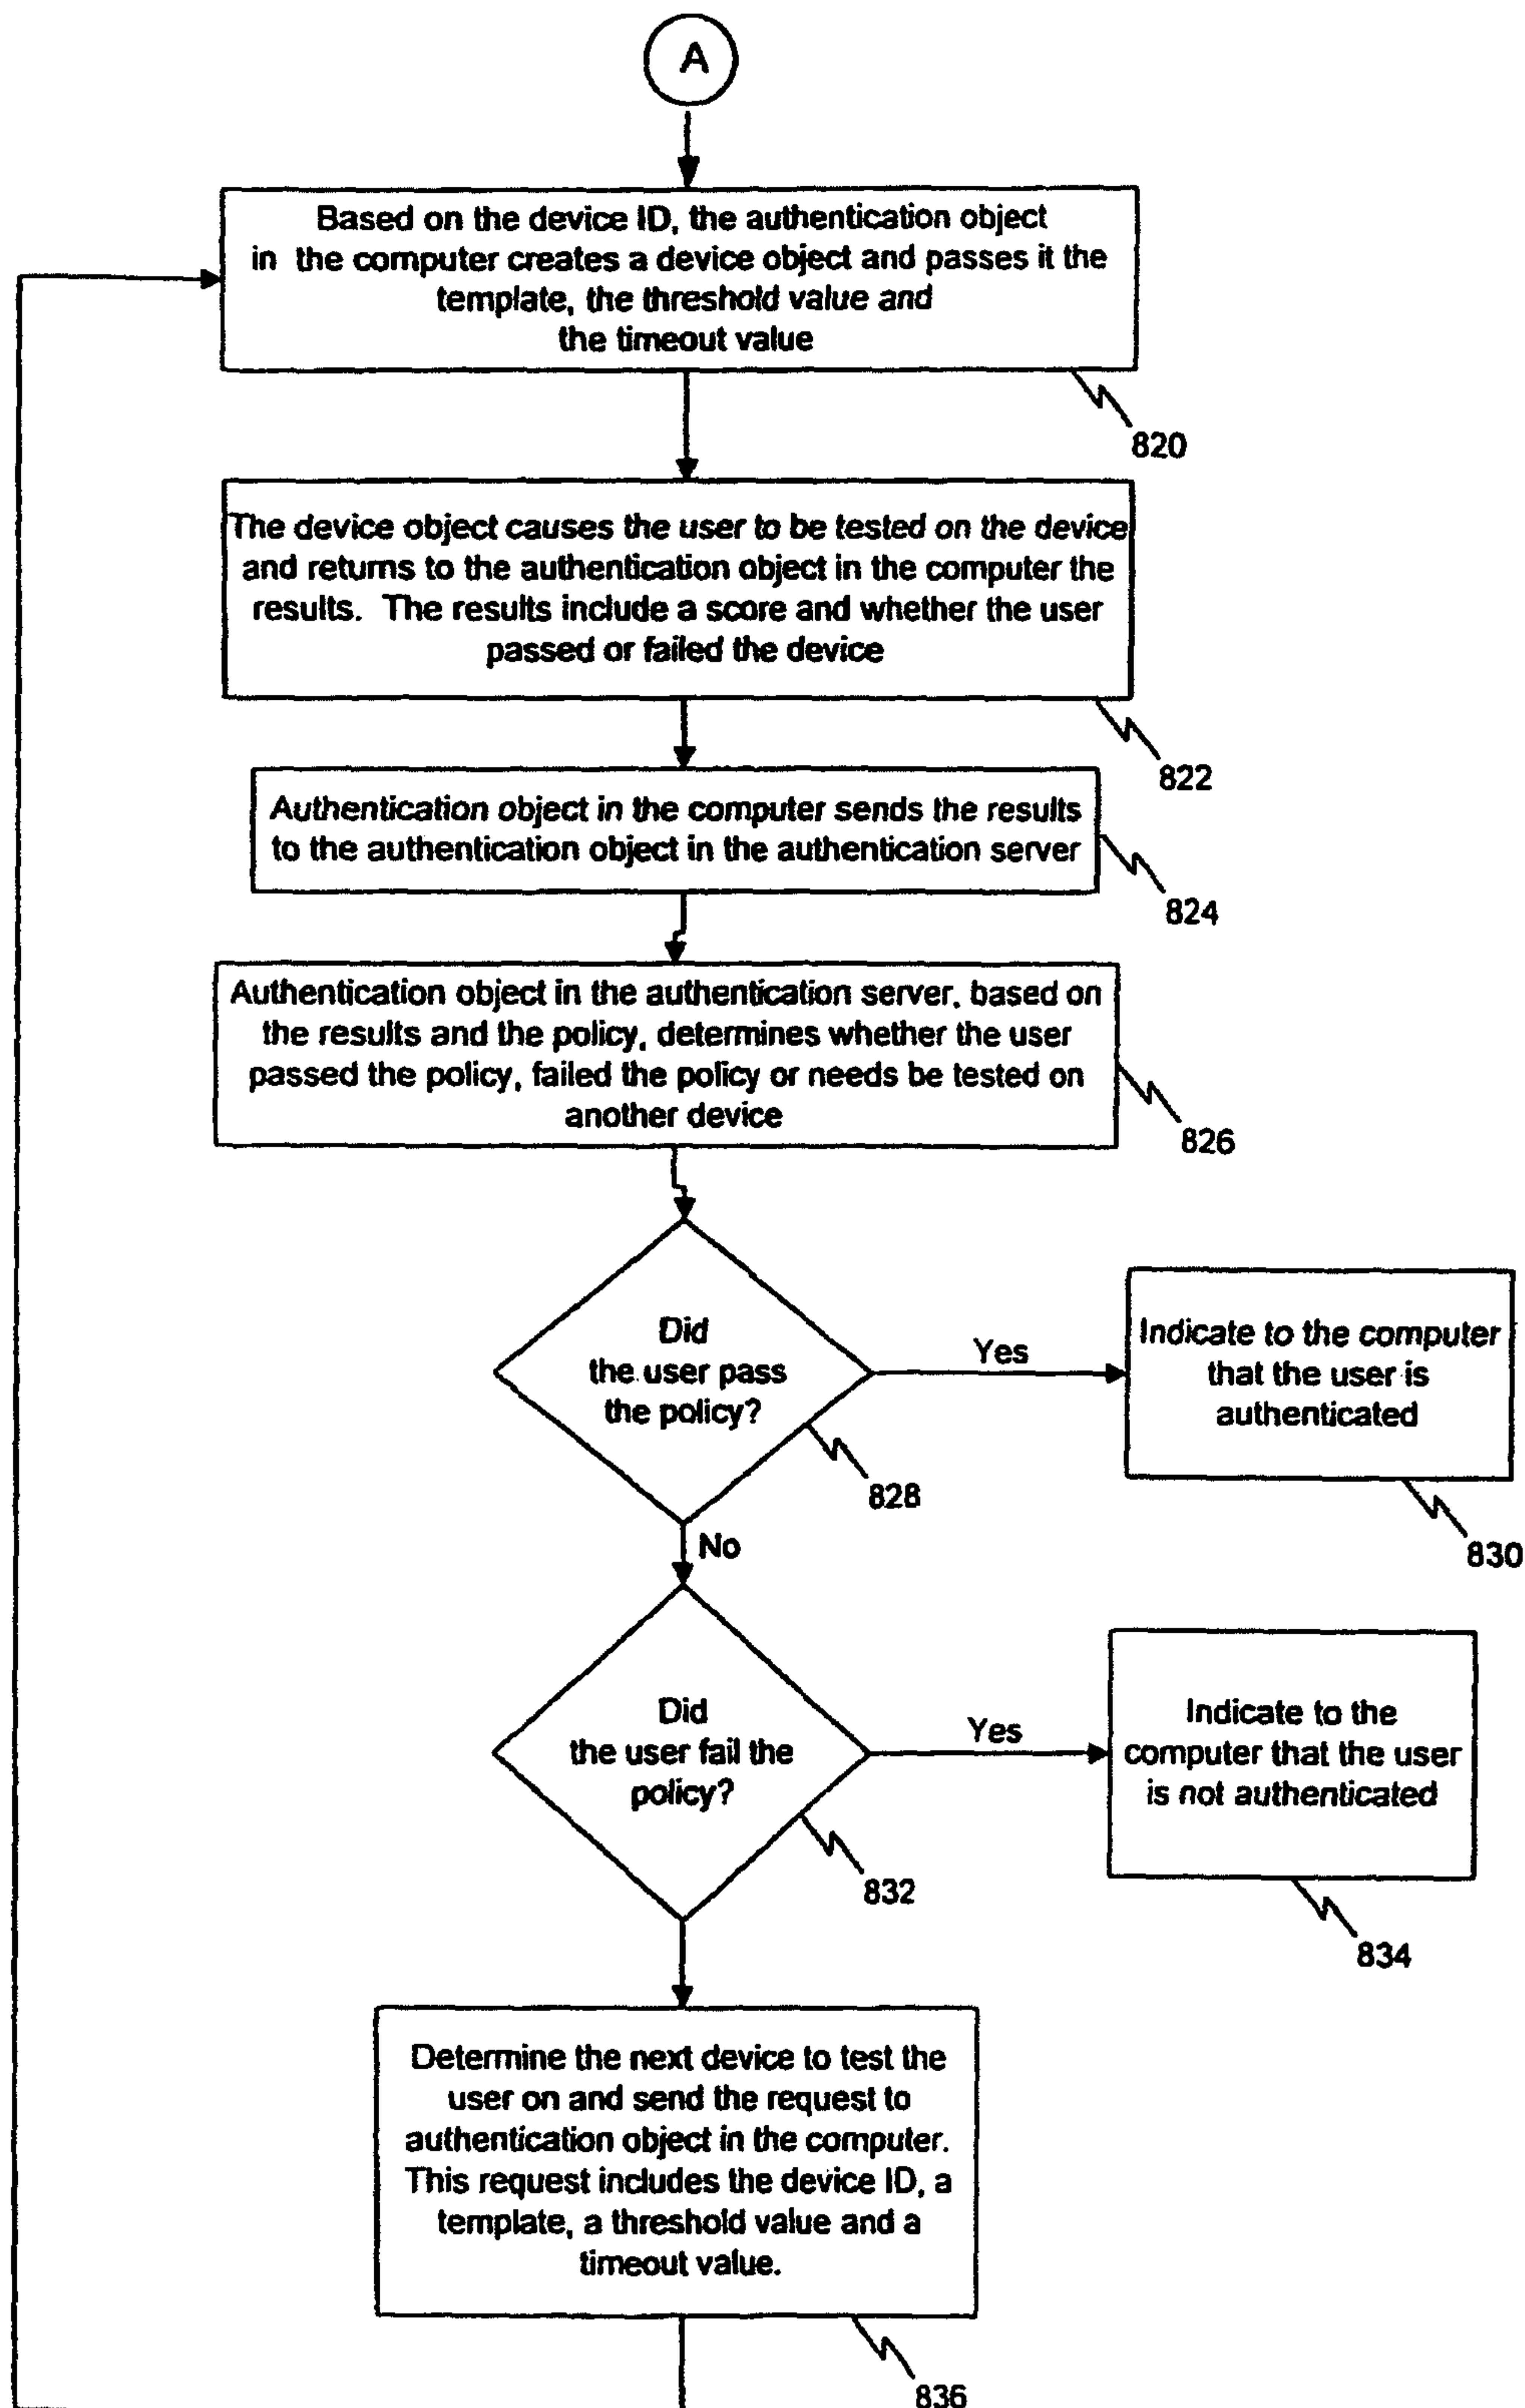 A
Based on the device ID, the authentication object
in the computer creates a device object and passes it the
template, the threshold value and
the timeout value
820
The device object causes the user to be tested on the device
and returns to the authentication object in the computer the
results. The results include a score and whether the user
passed or failed the device
822
Authentication object in the computer sends the results
to the authentication object in the authentication server
824
Authentication object in the authentication server, based on
the results and the policy, determines whether the user
passed the policy, failed the policy or needs be tested on
another device
826
Did
the user pass
the policy?
828
Yes
Indicate to the computer
that the user is
authenticated
830
No
Did
the user fail the
policy?
832
Yes
Indicate to the
computer that the user
is not authenticated
834
Determine the next device to test the
user on and send the request to
authentication object in the computer.
This request includes the device ID, a
template, a threshold value and a
timeout value.
836